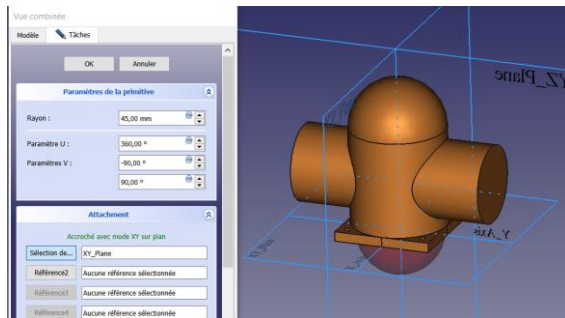 Vue combinée
Modèle Tâches
OK Annuler
Paramètres de la primitive
Rayon : 45,00 mm
Paramètre U : 360,00 °
Paramètres V : -90,00 °
90,00 °
Attachment
Accroché avec mode XY sur plan
Sélection de... XY_Plane
Référence2 Aucune référence sélectionnée
Référence3 Aucune référence sélectionnée
Référence4 Aucune référence sélectionnée
YZ_Plane
Y_Axis